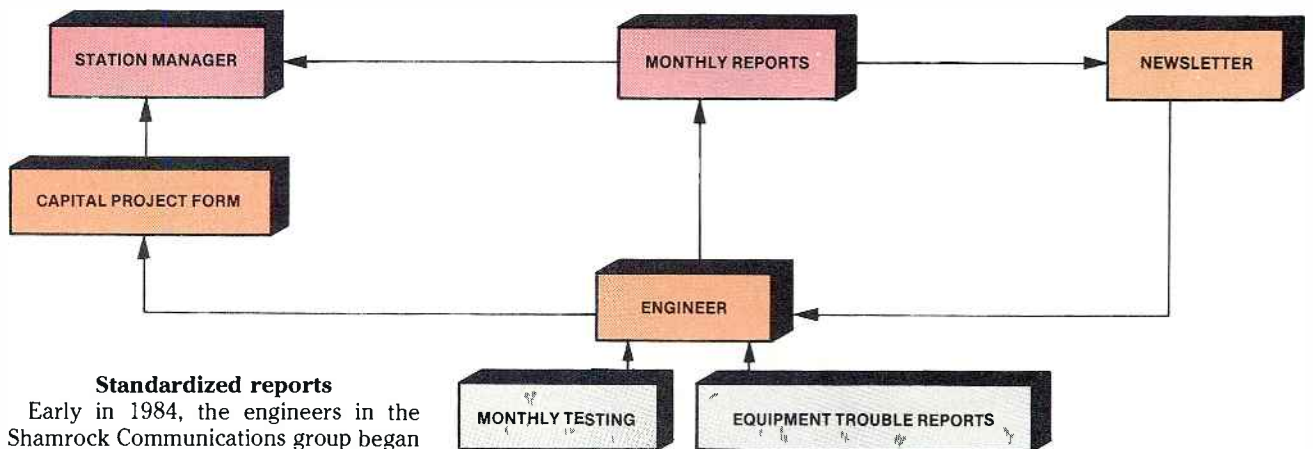 STATION MANAGER
MONTHLY REPORTS
NEWSLETTER
CAPITAL PROJECT FORM
ENGINEER
MONTHLY TESTING
EQUIPMENT TROUBLE REPORTS
Standardized reports
Early in 1984, the engineers in the
Shamrock Communications group began